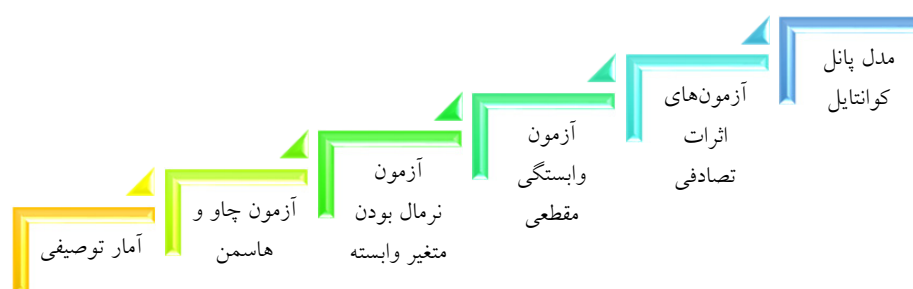 آمار توصیفی
آزمون چاو و
هاسمن
آزمون
نرمال بودن
متغیر وابسته
آزمون
وابستگی
مقطعی
آزمون‌های
اثرات
تصادفی
مدل پانل
کوانتایل